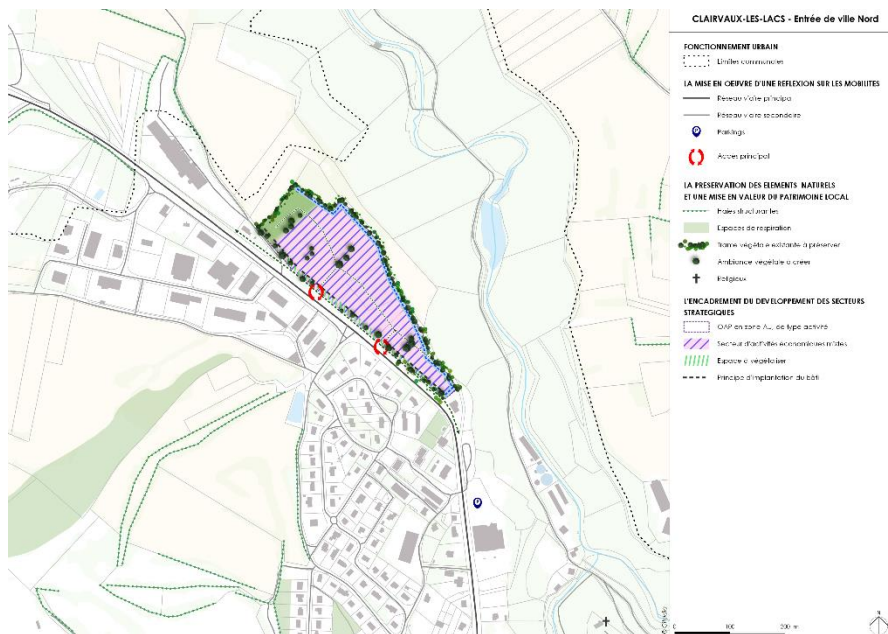 CLAIRVAUX-LES-LACS - Entrée de ville Nord
FONCTIONNEMENT URBAIN
Limites communales
LA MISE EN OEUVRE D'UNE REFLEXION SUR LES MOBILITES
Réseau viaire principal
Réseau viaire secondaire
Parkings
Accès principal
LA PRESERVATION DES ELEMENTS NATURELS
ET UNE MISE EN VALEUR DU PATRIMOINE LOCAL
Haies structurantes
Espaces de respiration
Trame végétale existante à préserver
Ambiance végétale à créer
Religieux
L'ENCADREMENT DU DEVELOPPEMENT DES SECTEURS
STRATEGIQUES
OAP en zone AU, de type activité
Secteur d'activités économiques mixtes
Espace à végétaliser
Principe d'implantation du bâti
0 100 200 m
N